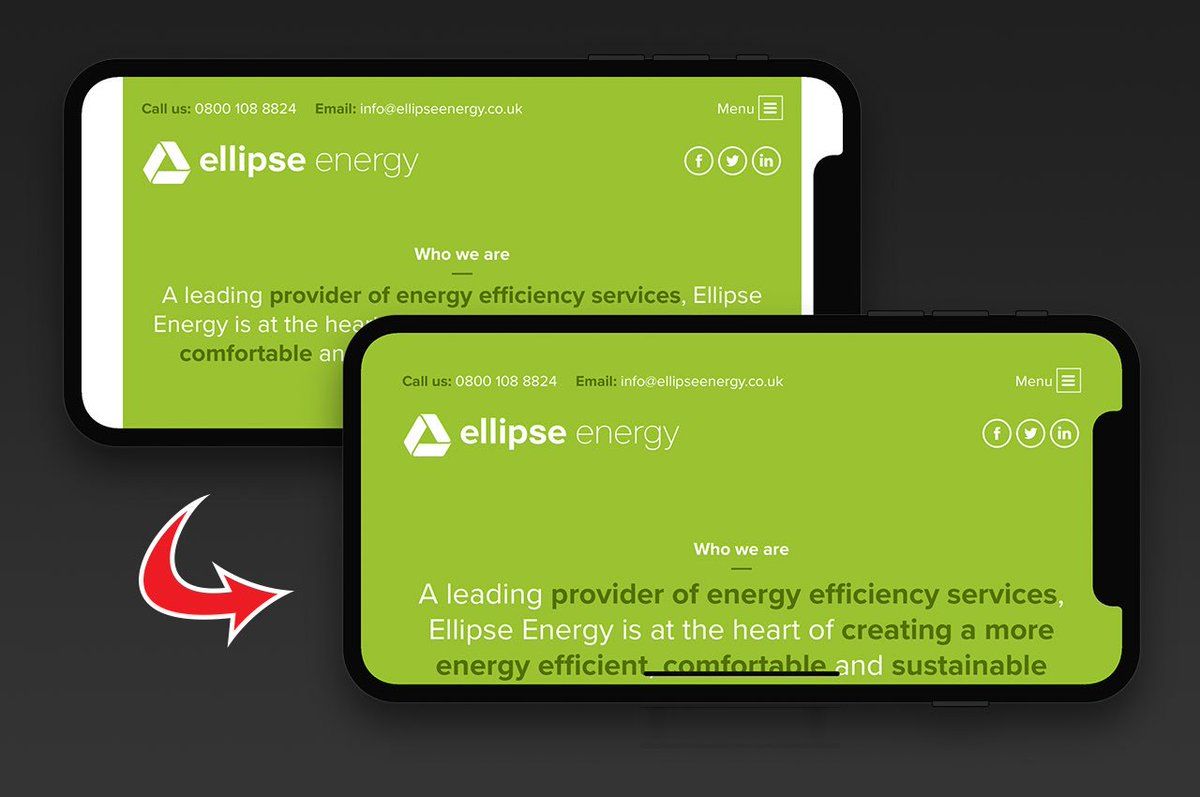 Call us: 0800 108 8824 Email: info@ellipseenergy.co.uk Menu
ellipse energy
Who we are
A leading provider of energy efficiency services, Ellipse
Energy is at the hear
comfortable an
Call us: 0800 108 8824 Email: info@ellipseenergy.co.uk Menu
ellipse energy
Who we are
A leading provider of energy efficiency services,
Ellipse Energy is at the heart of creating a more
energy efficient, comfortable and sustainable